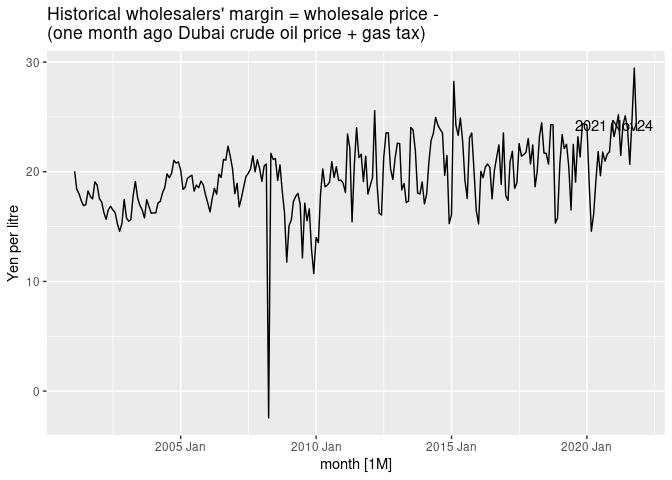 Historical wholesalers' margin = wholesale price -
(one month ago Dubai crude oil price + gas tax)
30
20
10
0
Yen per litre
2005 Jan
2010 Jan
2015 Jan
2020 Jan
month [1M]